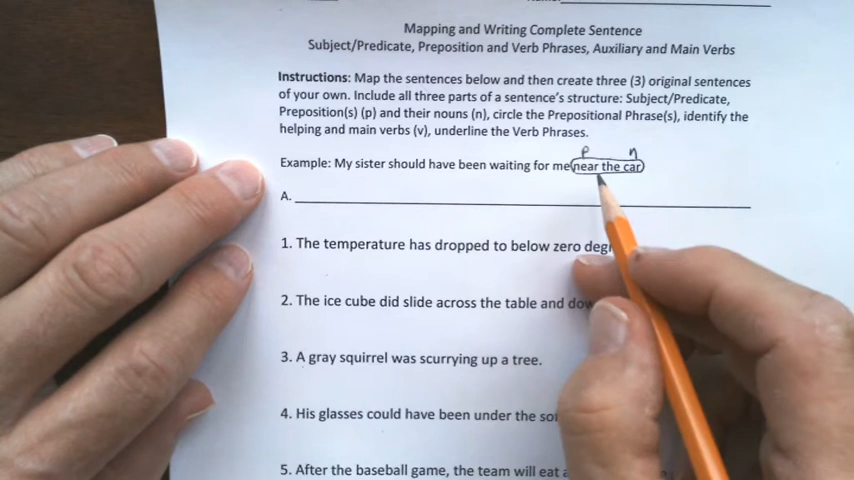 Mapping and Writing Complete Sentence
Subject/Predicate, Preposition and Verb Phrases, Auxiliary and Main Verbs
Instructions: Map the sentences below and then create three (3) original sentences
of your own. Include all three parts of a sentence's structure: Subject/Predicate,
Preposition(s) (p) and their nouns (n), circle the Prepositional Phrase(s), identify the
helping and main verbs (v), underline the Verb Phrases.
p n
Example: My sister should have been waiting for me near the car
A.
1. The temperature has dropped to below zero
2. The ice cube did slide across the table and
3. A gray squirrel was scurrying up a tree.
4. His glasses could have been under the
5. After the baseball game, the team will eat